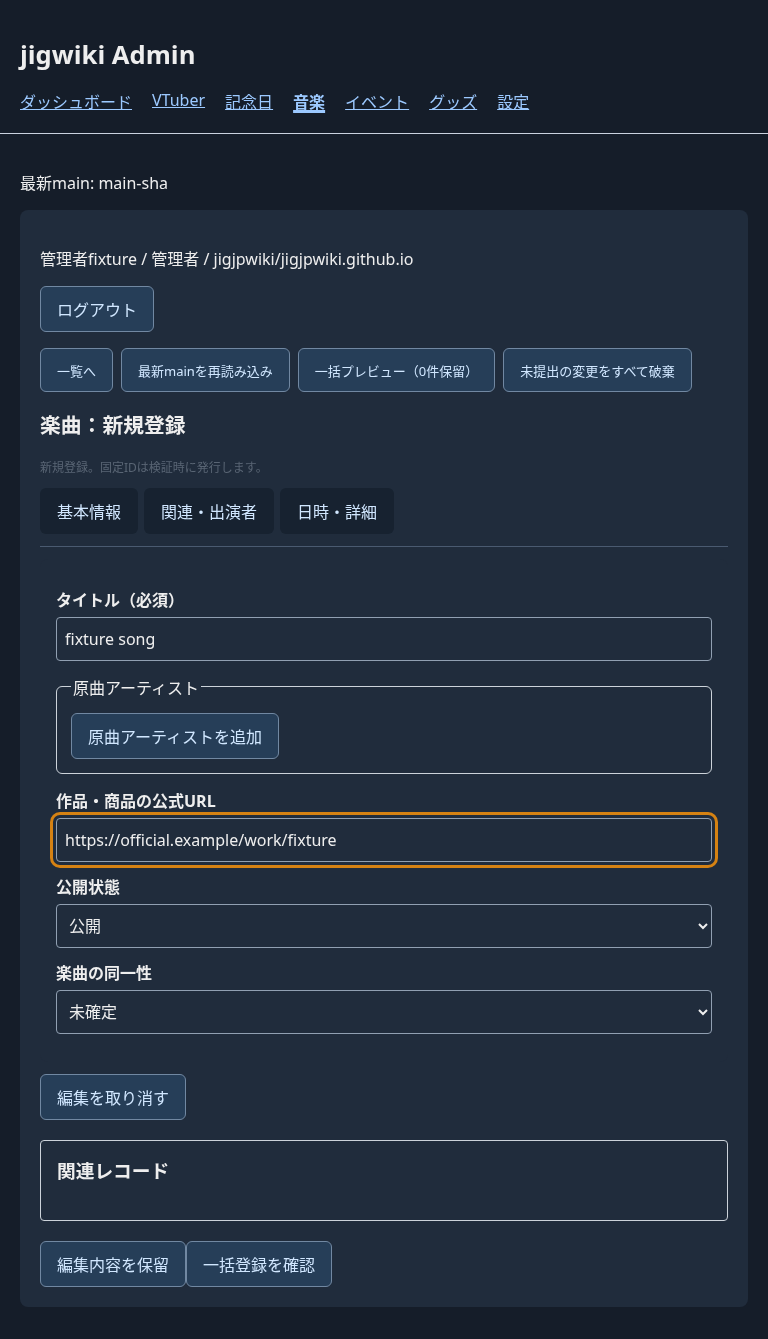 jigwiki Admin
ダッシュボード VTuber 記念日 音楽 イベント グッズ 設定
最新main: main-sha
管理者fixture / 管理者 / jigjpwiki/jigjpwiki.github.io
ログアウト
一覧へ 最新mainを再読み込み 一括プレビュー（0件保留） 未提出の変更をすべて破棄
楽曲：新規登録
新規登録。固定IDは検証時に発行します。
基本情報 関連・出演者 日時・詳細
タイトル（必須）
fixture song
原曲アーティスト
原曲アーティストを追加
作品・商品の公式URL
https://official.example/work/fixture
公開状態
公開
楽曲の同一性
未確定
編集を取り消す
関連レコード
編集内容を保留 一括登録を確認